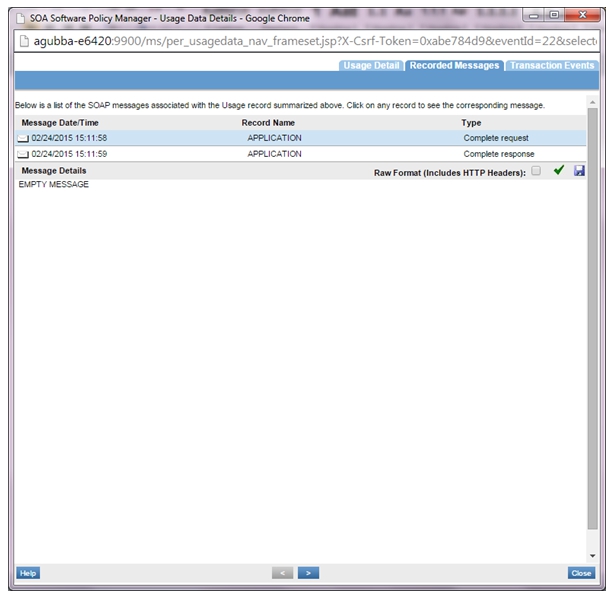 SOA Software Policy Manager - Usage Data Details - Google Chrome
agubba-e6420:9900/ms/per_usagedata_nav_frameset.jsp?X-Csrf-Token=0xabe784d9&eventId=22&select
Usage Detail Recorded Messages Transaction Events
Below is a list of the SOAP messages associated with the Usage record summarized above. Click on any record to see the corresponding message.
Message Date/Time Record Name Type
02/24/2015 15:11:58 APPLICATION Complete request
02/24/2015 15:11:59 APPLICATION Complete response
Message Details Raw Format (Includes HTTP Headers):
EMPTY MESSAGE
Help < > Close